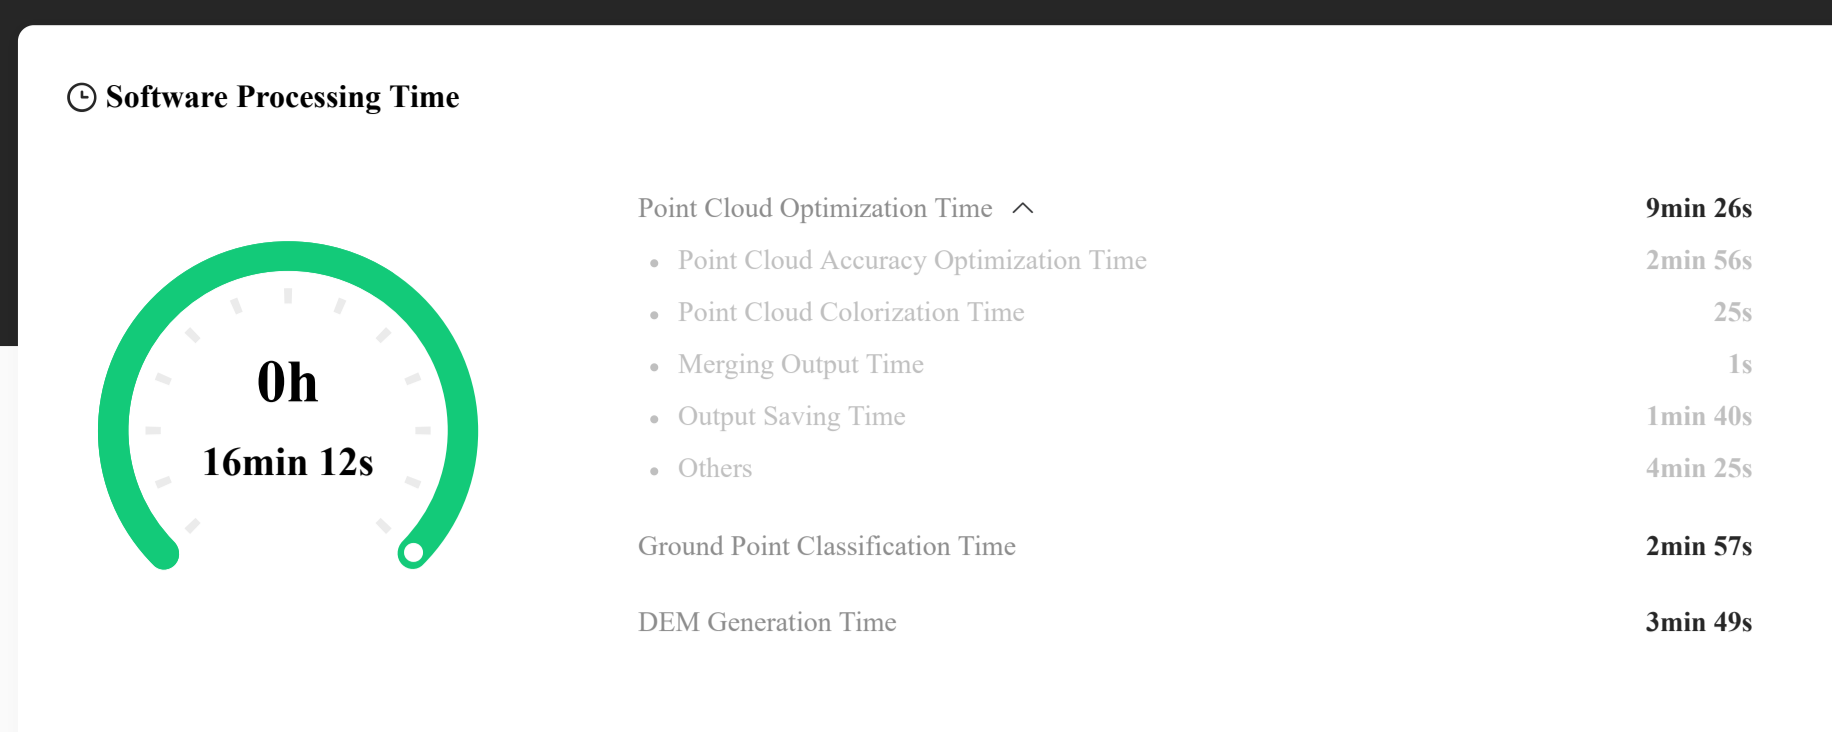 Software Processing Time
0h
16min 12s
Point Cloud Optimization Time 9min 26s
• Point Cloud Accuracy Optimization Time 2min 56s
• Point Cloud Colorization Time 25s
• Merging Output Time 1s
• Output Saving Time 1min 40s
• Others 4min 25s
Ground Point Classification Time 2min 57s
DEM Generation Time 3min 49s